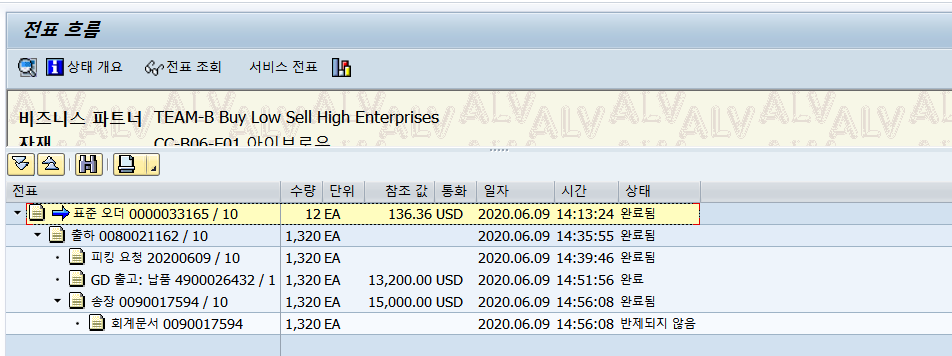 전표 흐름
상태 개요 전표 조회 서비스 전표
비즈니스 파트너 TEAM-B Buy Low Sell High Enterprises
자재 CC-B06-F01 아이브로우
전표 수량 단위 참조 값 통화 일자 시간 상태
표준 오더 0000033165 / 10 12 EA 136.36 USD 2020.06.09 14:13:24 완료됨
출하 0080021162 / 10 1,320 EA 2020.06.09 14:35:55 완료됨
피킹 요청 20200609 / 10 1,320 EA 2020.06.09 14:39:46 완료됨
GD 출고: 납품 4900026432 / 1 1,320 EA 13,200.00 USD 2020.06.09 14:51:56 완료
송장 0090017594 / 10 1,320 EA 15,000.00 USD 2020.06.09 14:56:08 완료됨
회계문서 0090017594 1,320 EA 2020.06.09 14:56:08 반제되지 않음